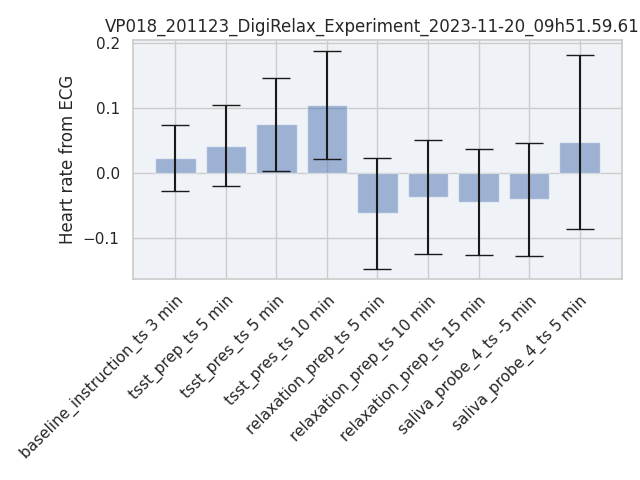 VP018_201123_DigiRelax_Experiment_2023-11-20_09h51.59.61
Heart rate from ECG
0.2
0.1
0.0
−0.1
baseline_instruction_ts 3 min
tsst_prep_ts 5 min
tsst_pres_ts 5 min
tsst_pres_ts 10 min
relaxation_prep_ts 5 min
relaxation_prep_ts 10 min
relaxation_prep_ts 15 min
saliva_probe_4_ts -5 min
saliva_probe_4_ts 5 min